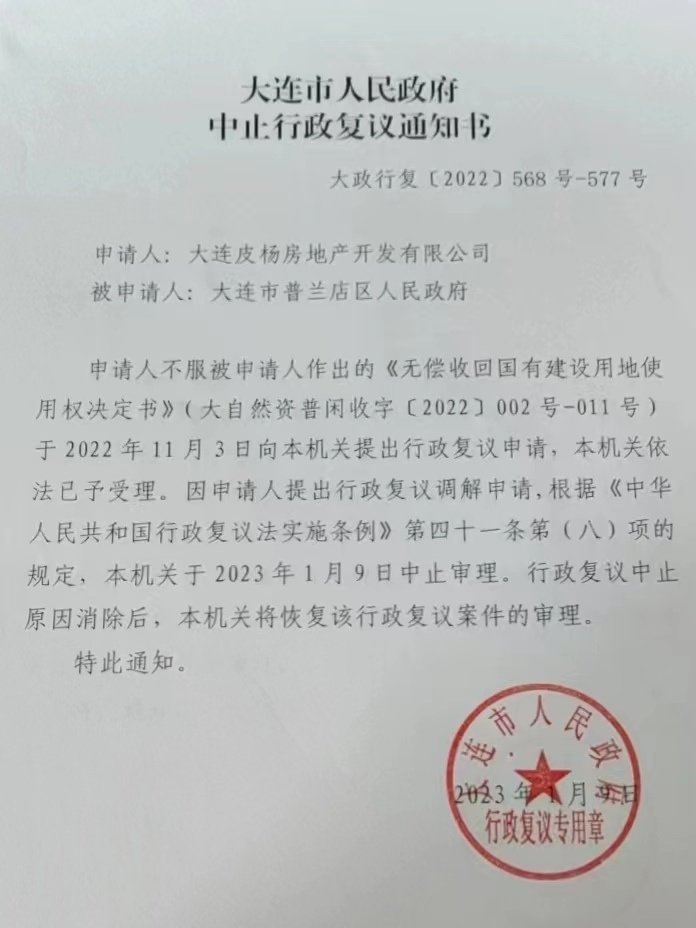 大连市人民政府
中止行政复议通知书
大政行复〔2022〕568 号-577 号
申请人：大连皮杨房地产开发有限公司
被申请人：大连市普兰店区人民政府
申请人不服被申请人作出的《无偿收回国有建设用地使
用权决定书》（大自然资普闲收字〔2022〕002 号-011 号）
于 2022 年 11 月 3 日向本机关提出行政复议申请，本机关依
法已予受理。因申请人提出行政复议调解申请,根据《中华
人民共和国行政复议法实施条例》第四十一条第（八）项的
规定，本机关于 2023 年 1 月 9 日中止审理。行政复议中止
原因消除后，本机关将恢复该行政复议案件的审理。
特此通知。
大连市人民政府
2023 年 1 月 9 日
行政复议专用章